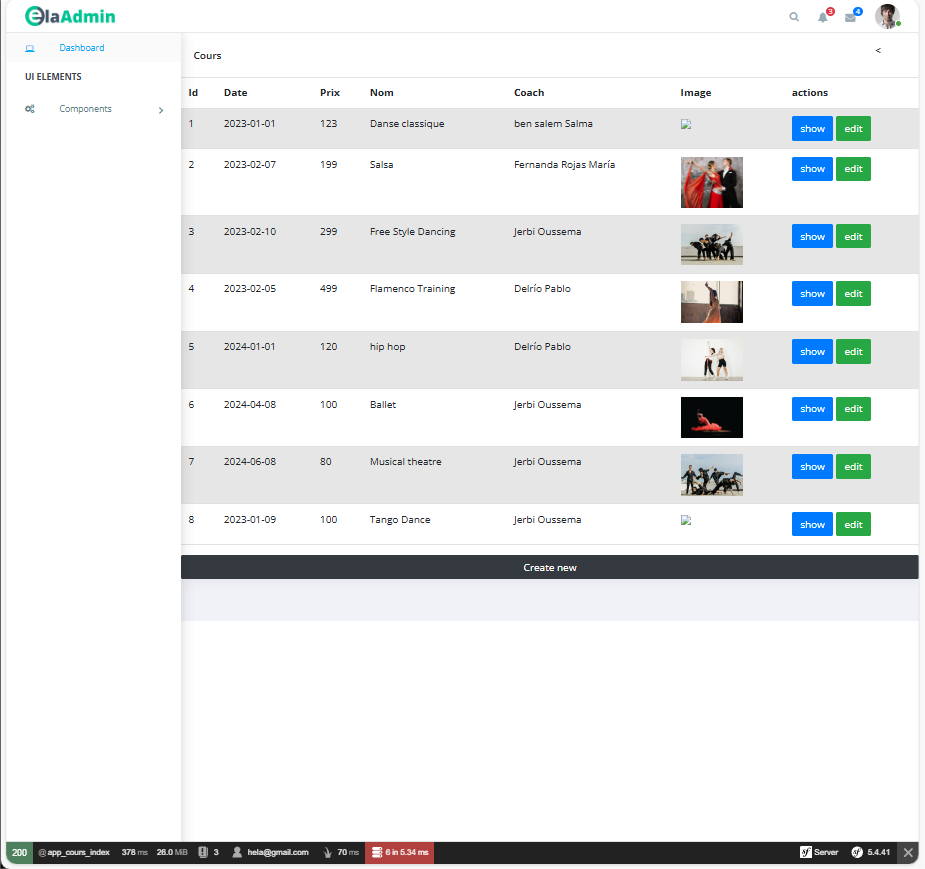 elaAdmin
3 4
Dashboard
Cours
<
UI ELEMENTS
Components
Id Date Prix Nom Coach Image actions
1 2023-01-01 123 Danse classique ben salem Salma show edit
2 2023-02-07 199 Salsa Fernanda Rojas María show edit
3 2023-02-10 299 Free Style Dancing Jerbi Oussema show edit
4 2023-02-05 499 Flamenco Training Delrío Pablo show edit
5 2024-01-01 120 hip hop Delrío Pablo show edit
6 2024-04-08 100 Ballet Jerbi Oussema show edit
7 2024-06-08 80 Musical theatre Jerbi Oussema show edit
8 2023-01-09 100 Tango Dance Jerbi Oussema show edit
Create new
200 @app_cours_index 378 ms 26.0 MiB 3 hela@gmail.com 70 ms 6 in 5.34 ms sf Server sf 5.4.41